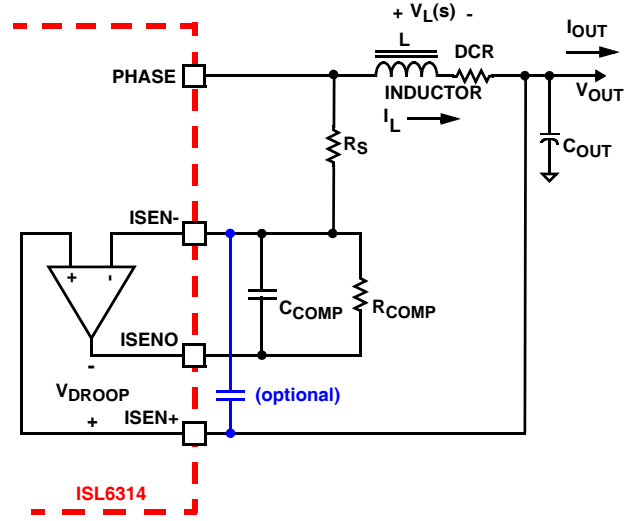 + VL(s) -
IOUT
L
DCR
PHASE
INDUCTOR
VOUT
IL
COUT
RS
ISEN-
+ -
CCOMP
RCOMP
ISENO
-
VDROOP
(optional)
+
ISEN+
ISL6314